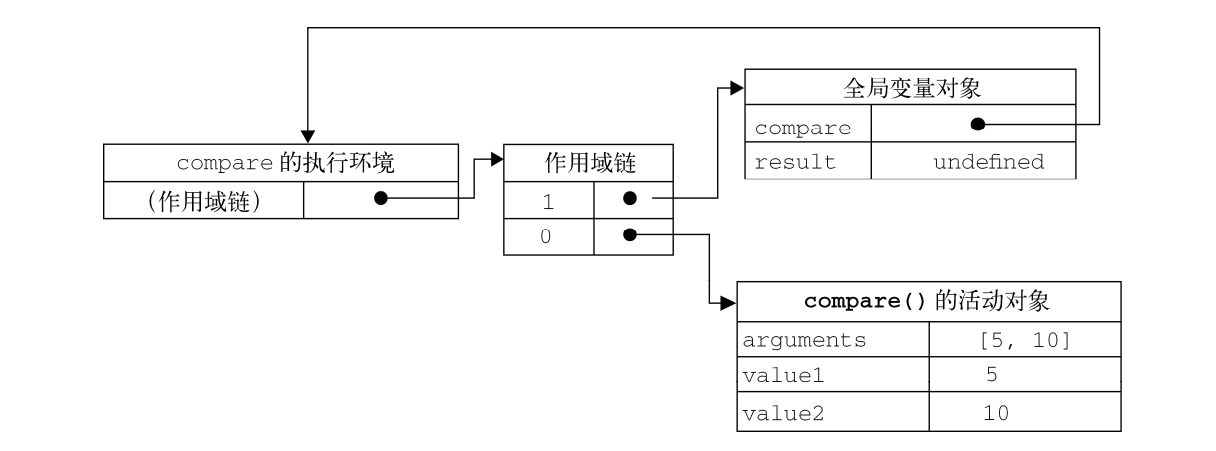 全局变量对象
compare
result undefined
compare 的执行环境
(作用域链)
作用域链
1
0
compare() 的活动对象
arguments [5, 10]
value1 5
value2 10